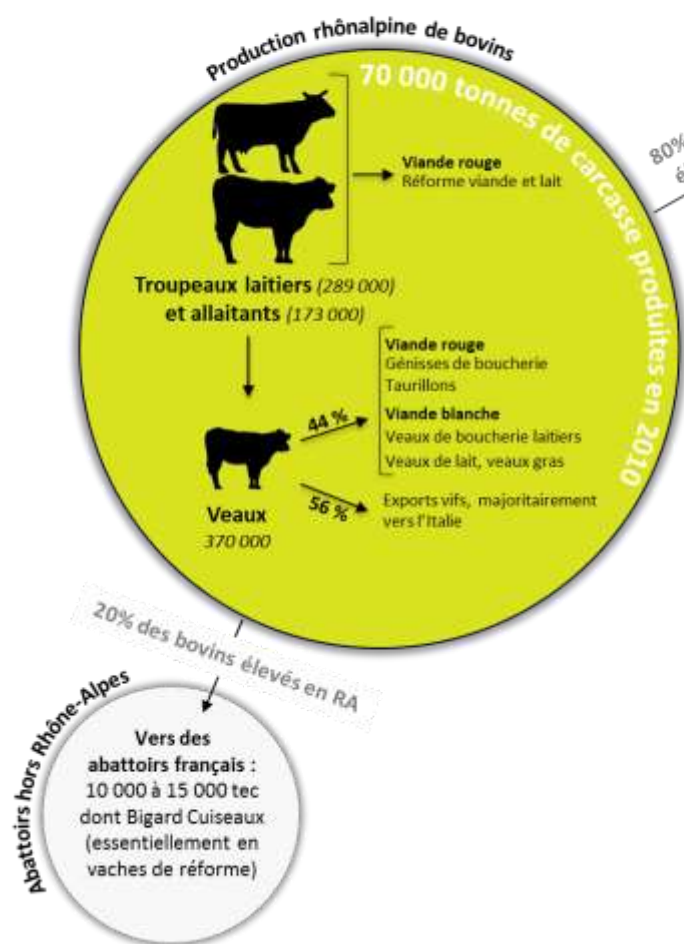 Production rhônalpine de bovins
70 000 tonnes de carcasse produites en 2010
80%
Viande rouge
Réforme viande et lait
Troupeaux laitiers (289 000)
et allaitants (173 000)
Viande rouge
Génisses de boucherie
Taurillons
44 %
Viande blanche
Veaux de boucherie laitiers
Veaux de lait, veaux gras
56 %
Exports vifs, majoritairement
vers l'Italie
Veaux
370 000
20% des bovins élevés en RA
Abattoirs hors Rhône-Alpes
Vers des
abattoirs français :
10 000 à 15 000 tec
dont Bigard Cuiseaux
(essentiellement en
vaches de réforme)